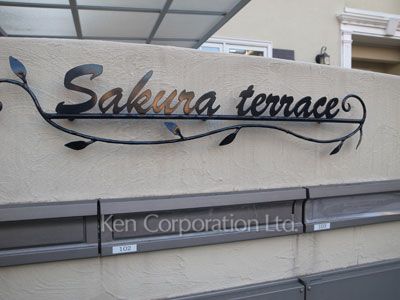 Sakura terrace
Ken Corporation Ltd.
102